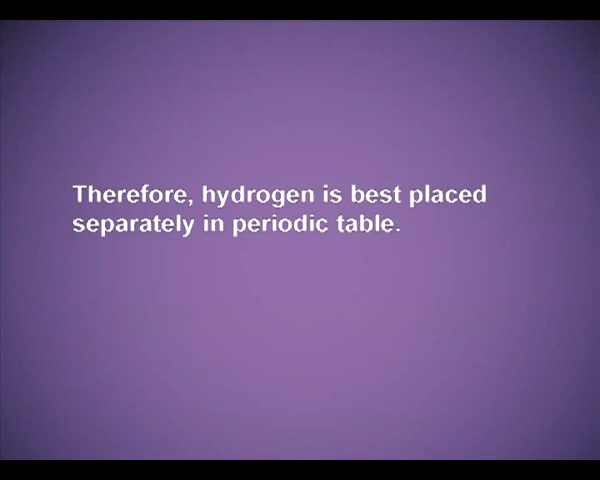 Therefore, hydrogen is best placed
separately in periodic table.